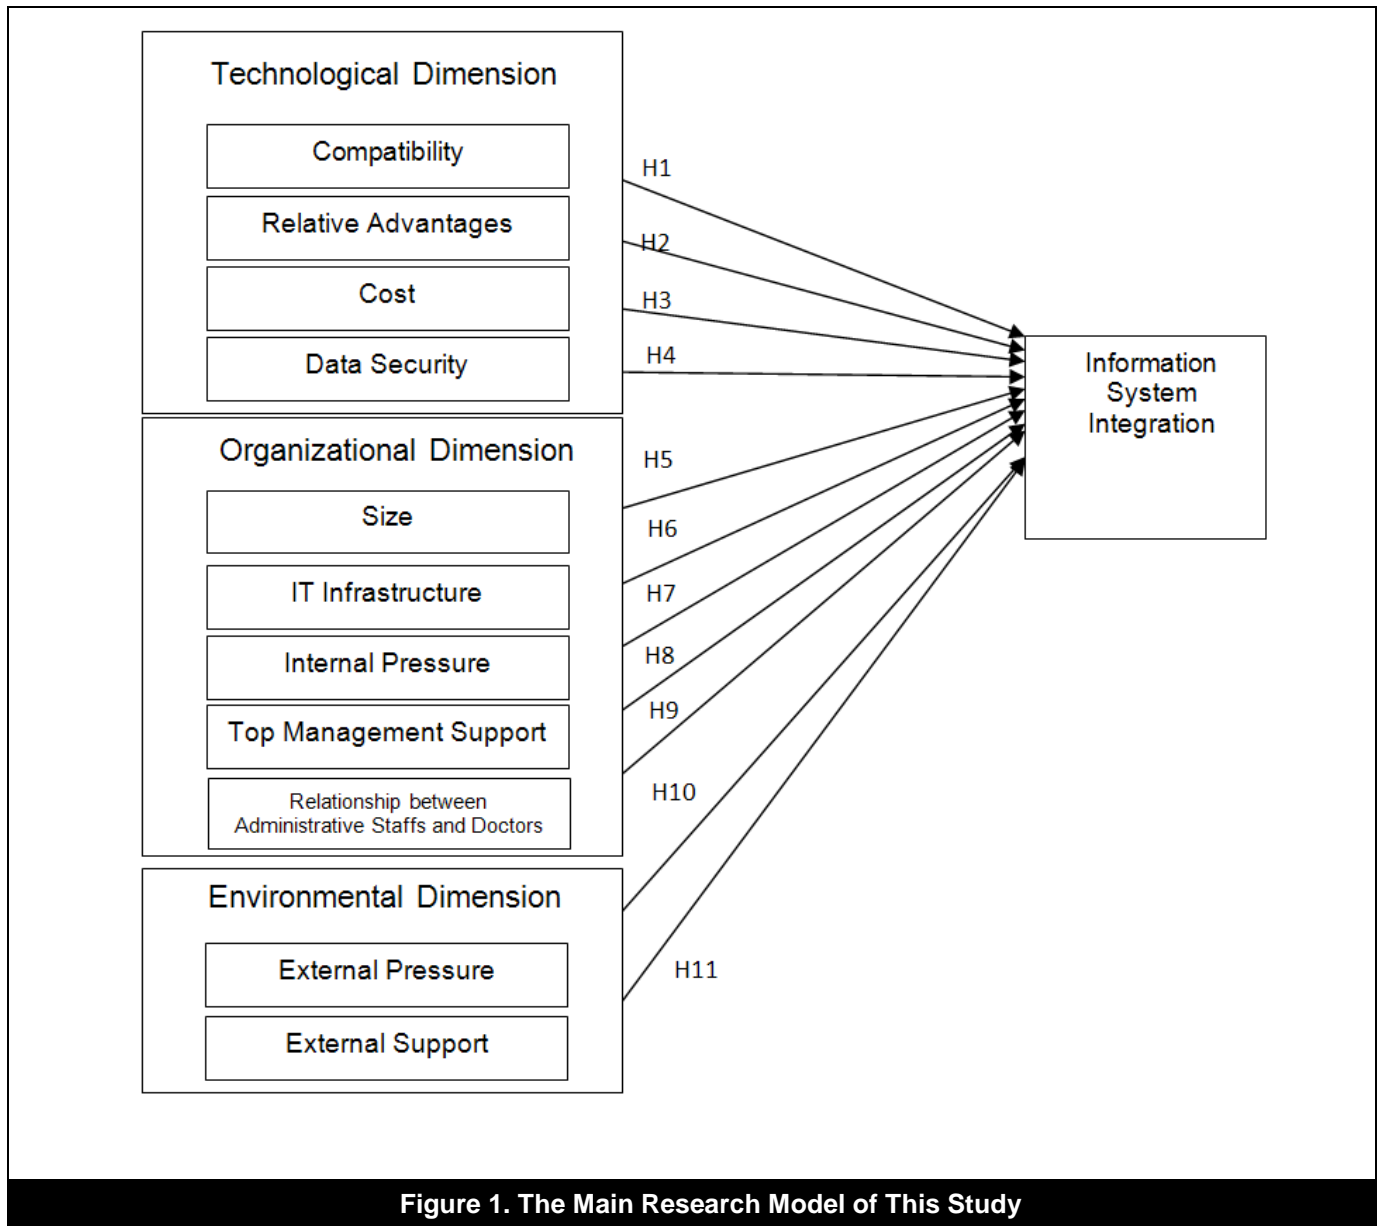 Technological Dimension
Compatibility
Relative Advantages
Cost
Data Security
H1
H2
H3
H4
Organizational Dimension
Size
IT Infrastructure
Internal Pressure
Top Management Support
Relationship between
Administrative Staffs and Doctors
H5
H6
H7
H8
H9
Environmental Dimension
External Pressure
External Support
H10
H11
Information
System
Integration
Figure 1. The Main Research Model of This Study